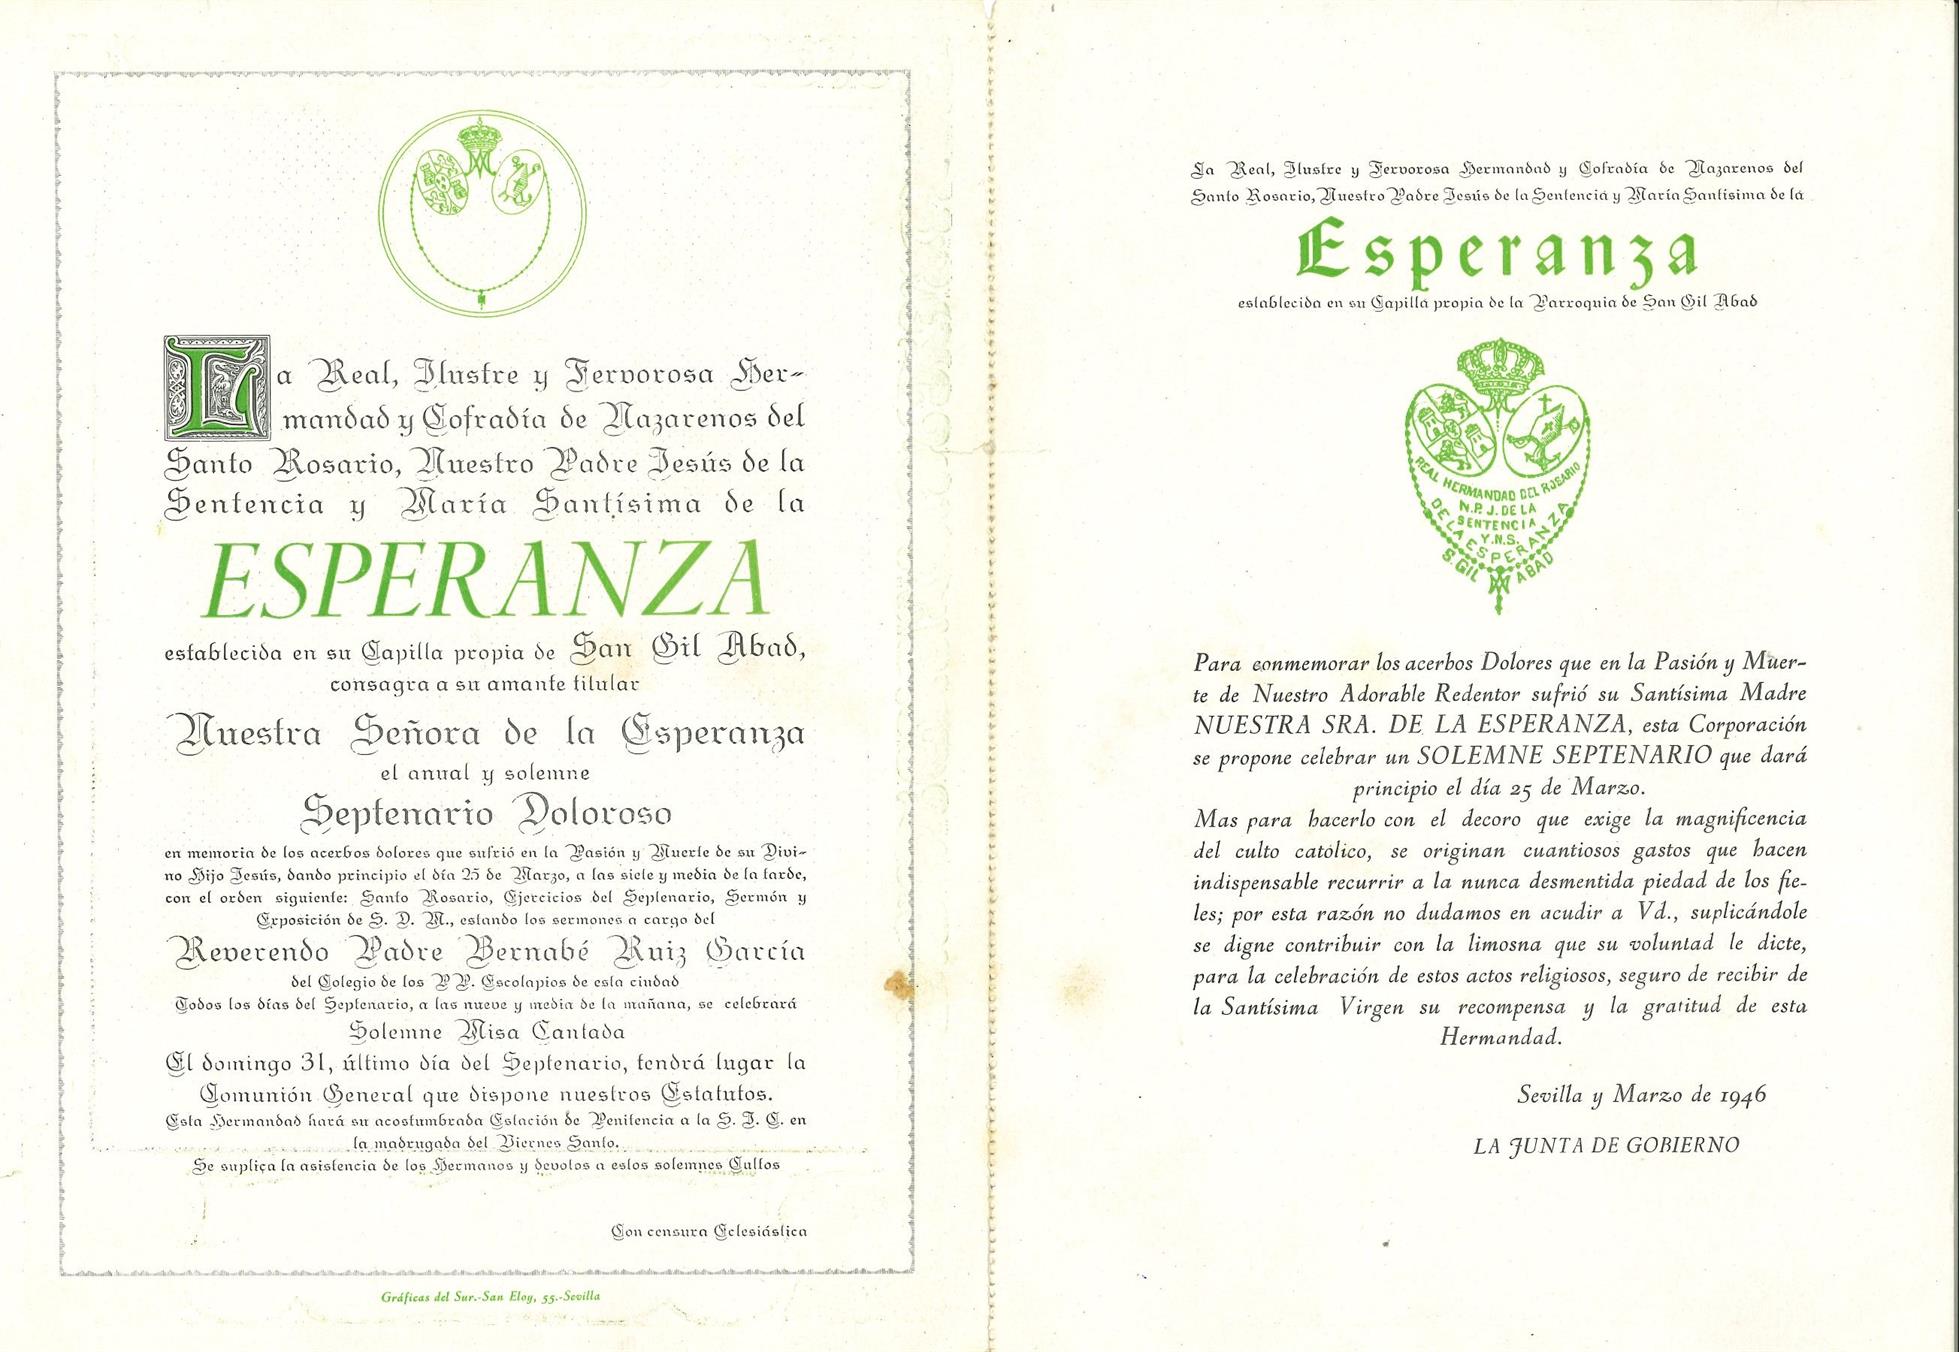 La Real, Ilustre y Fervorosa Her-
mandad y Cofradía de Nazarenos del
Santo Rosario, Nuestro Padre Jesús de la
Sentencia y María Santísima de la
ESPERANZA
establecida en su Capilla propia de San Gil Abad,
consagra a su amante titular
Nuestra Señora de la Esperanza
el anual y solemne
Septenario Doloroso
en memoria de los acerbos dolores que sufrió en la Pasión y Muerte de su Divi-
no Hijo Jesús, dando principio el día 25 de Marzo, a las siete y media de la tarde,
con el orden siguiente: Santo Rosario, Ejercicios del Septenario, Sermón y
Exposición de S. D. M., estando los sermones a cargo del
Reverendo Padre Bernabé Ruiz García
del Colegio de los PP. Escolapios de esta ciudad
Todos los días del Septenario, a las nueve y media de la mañana, se celebrará
Solemne Misa Cantada
El domingo 31, último día del Septenario, tendrá lugar la
Comunión General que dispone nuestros Estatutos.
Esta Hermandad hará su acostumbrada Estación de Penitencia a la S. I. C. en
la madrugada del Viernes Santo.
Se suplica la asistencia de los Hermanos y devotos a estos solemnes Cultos
Con censura Eclesiástica
Gráficas del Sur.-San Eloy, 55.-Sevilla
La Real, Ilustre y Fervorosa Hermandad y Cofradía de Nazarenos del
Santo Rosario, Nuestro Padre Jesús de la Sentencia y María Santísima de la
Esperanza
establecida en su Capilla propia de la Parroquia de San Gil Abad
REAL HERMANDAD DEL ROSARIO
N.P.J. DE LA
SENTENCIA
Y.N.S.
DE LA ESPERANZA
S. GIL ABAD
Para conmemorar los acerbos Dolores que en la Pasión y Muer-
te de Nuestro Adorable Redentor sufrió su Santísima Madre
NUESTRA SRA. DE LA ESPERANZA, esta Corporación
se propone celebrar un SOLEMNE SEPTENARIO que dará
principio el día 25 de Marzo.
Mas para hacerlo con el decoro que exige la magnificencia
del culto católico, se originan cuantiosos gastos que hacen
indispensable recurrir a la nunca desmentida piedad de los fie-
les; por esta razón no dudamos en acudir a Vd., suplicándole
se digne contribuir con la limosna que su voluntad le dicte,
para la celebración de estos actos religiosos, seguro de recibir de
la Santísima Virgen su recompensa y la gratitud de esta
Hermandad.
Sevilla y Marzo de 1946
LA JUNTA DE GOBIERNO